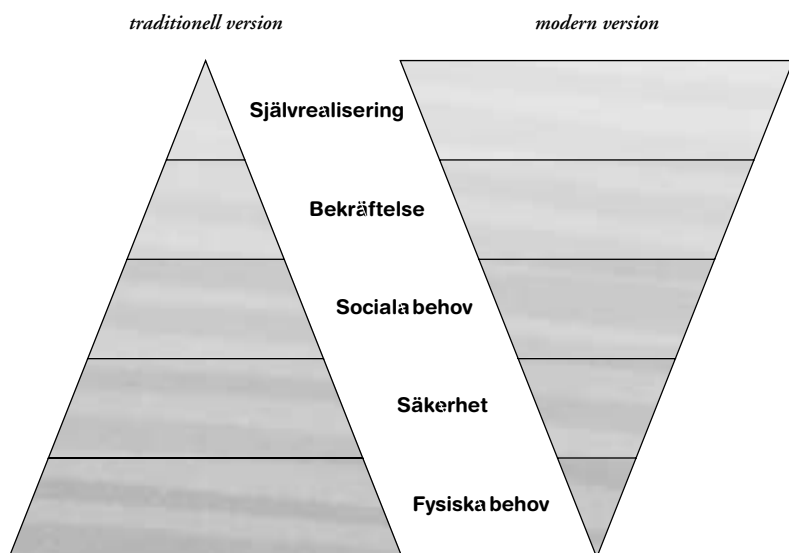 traditionell version
modern version
Självrealisering
Bekräftelse
Sociala behov
Säkerhet
Fysiska behov